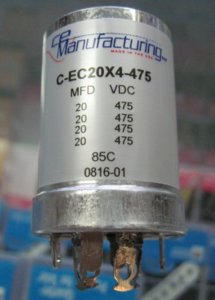 ce Manufacturing
MADE IN THE USA
C-EC20X4-475
MFD VDC
20 475
20 475
20 475
20 475
85C
0816-01